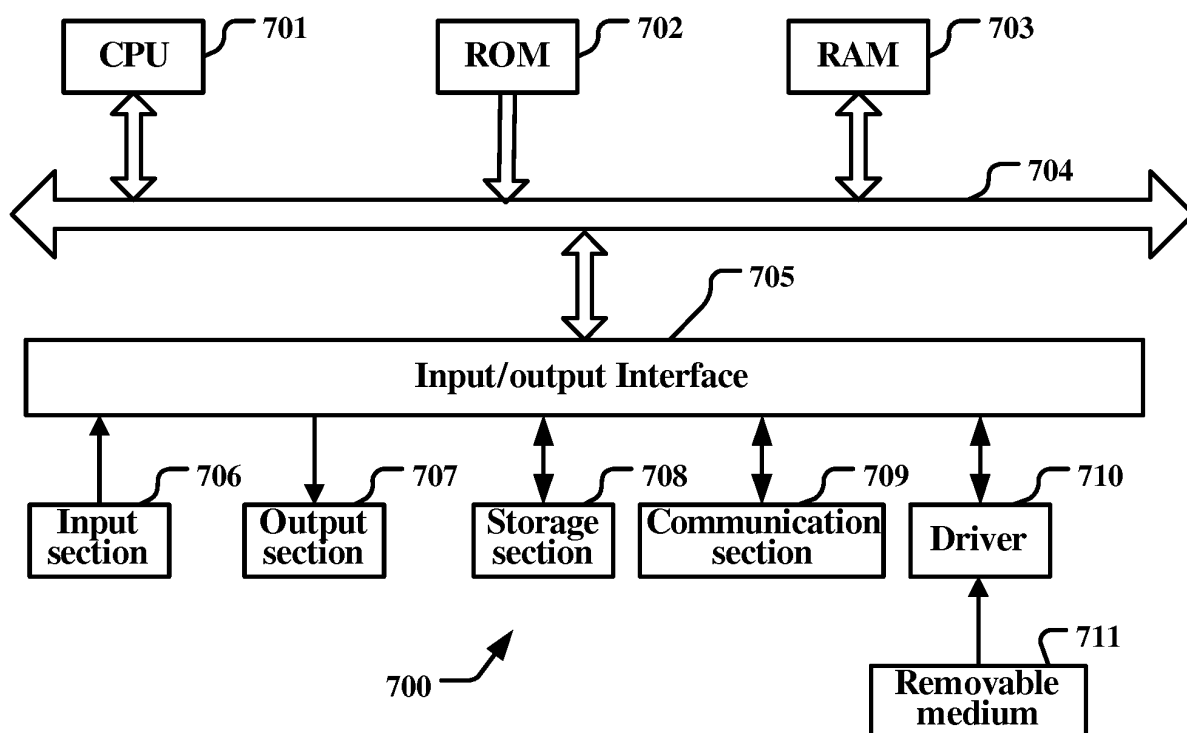 CPU
701
ROM
702
RAM
703
704
705
Input/output Interface
706
707
708
709
710
Input
section
Output
section
Storage
section
Communication
section
Driver
700
711
Removable
medium